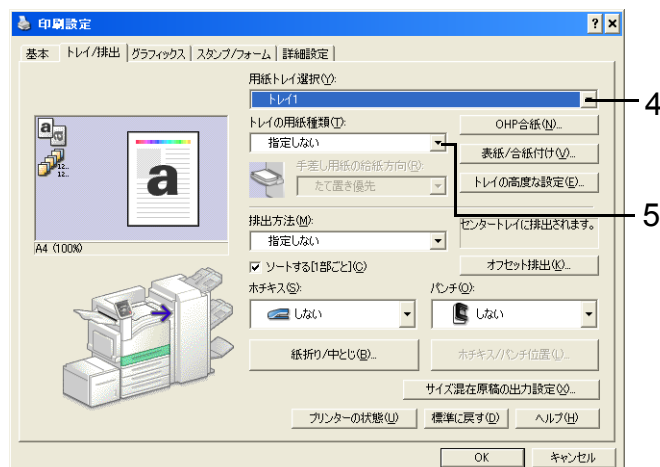 印刷設定
基本 トレイ/排出 グラフィックス スタンプ/フォーム 詳細設定
用紙トレイ選択(Y):
トレイ1
4
トレイの用紙種類(T):
OHP合紙(N)...
指定しない
表紙/合紙付け(V)...
手差し用紙の給紙方向(R):
たて置き優先
トレイの高度な設定(E)...
5
排出方法(M):
センタートレイに排出されます。
指定しない
A4 (100%)
ソートする[1部ごと](C)
オフセット排出(K)...
ホチキス(S):
パンチ(O):
しない
しない
紙折り/中とじ(B)...
ホチキス/パンチ位置(L)...
サイズ混在原稿の出力設定(X)...
プリンターの状態(U) 標準に戻す(D) ヘルプ(H)
OK キャンセル
a
a
12..
12..
a